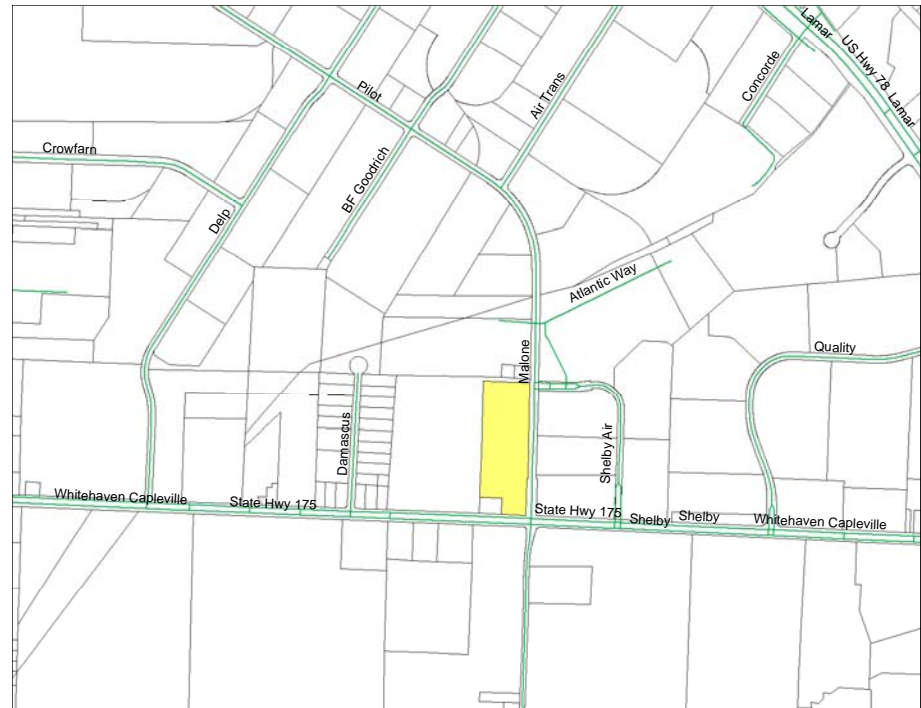 Lamar
US Hwy 78
Lamar
Concorde
Pilot
Air Trans
Crowfarn
BF Goodrich
Delp
Atlantic Way
Malone
Quality
Damascus
Shelby Air
Whitehaven Capleville
State Hwy 175
State Hwy 175
Shelby
Shelby
Whitehaven Capleville